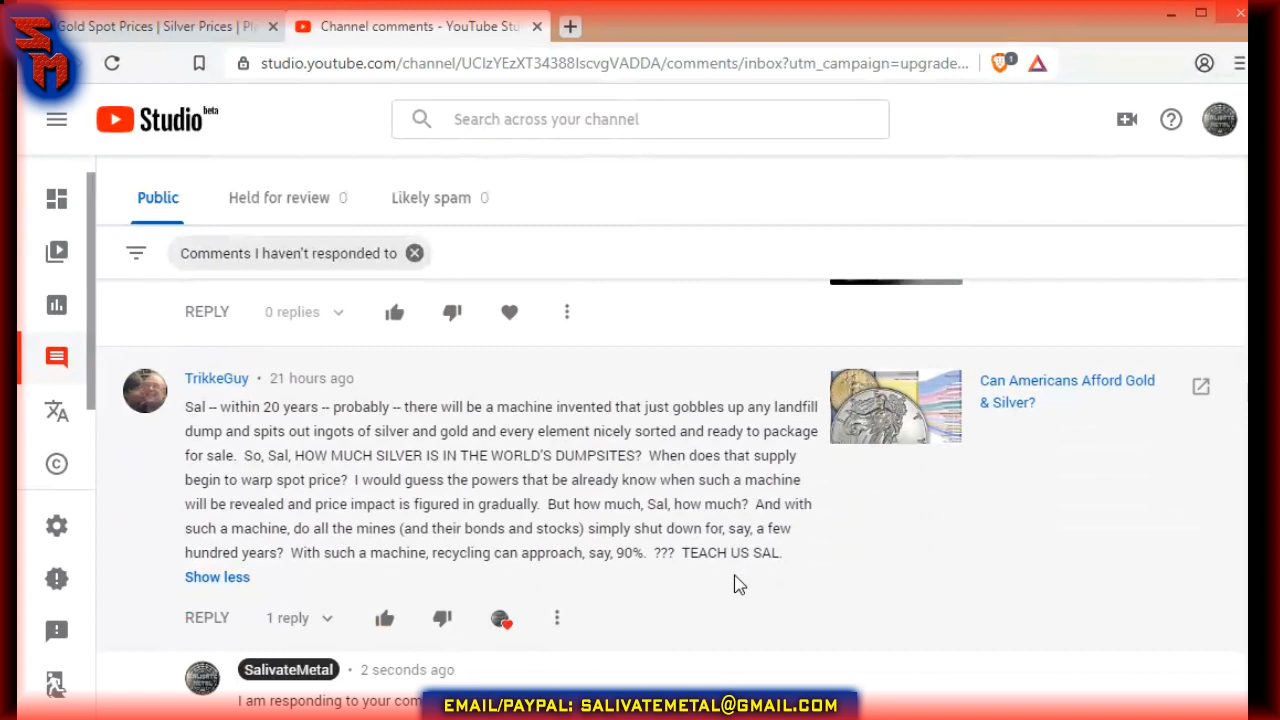 Gold Spot Prices | Silver Prices | Pl
Channel comments - YouTube Stu
SM
studio.youtube.com/channel/UCIzYEzXT34388IscvgVADDA/comments/inbox?utm_campaign=upgrade...
1
Studio beta
Search across your channel
Public
Held for review 0
Likely spam 0
Comments I haven't responded to
REPLY
0 replies
TrikkeGuy • 21 hours ago
Sal -- within 20 years -- probably -- there will be a machine invented that just gobbles up any landfill
dump and spits out ingots of silver and gold and every element nicely sorted and ready to package
for sale. So, Sal, HOW MUCH SILVER IS IN THE WORLD'S DUMPSITES? When does that supply
begin to warp spot price? I would guess the powers that be already know when such a machine
will be revealed and price impact is figured in gradually. But how much, Sal, how much? And with
such a machine, do all the mines (and their bonds and stocks) simply shut down for, say, a few
hundred years? With such a machine, recycling can approach, say, 90%. ??? TEACH US SAL.
Show less
Can Americans Afford Gold
& Silver?
REPLY
1 reply
SalivateMetal • 2 seconds ago
I am responding to your com
EMAIL/PAYPAL: SALIVATEMETAL@GMAIL.COM